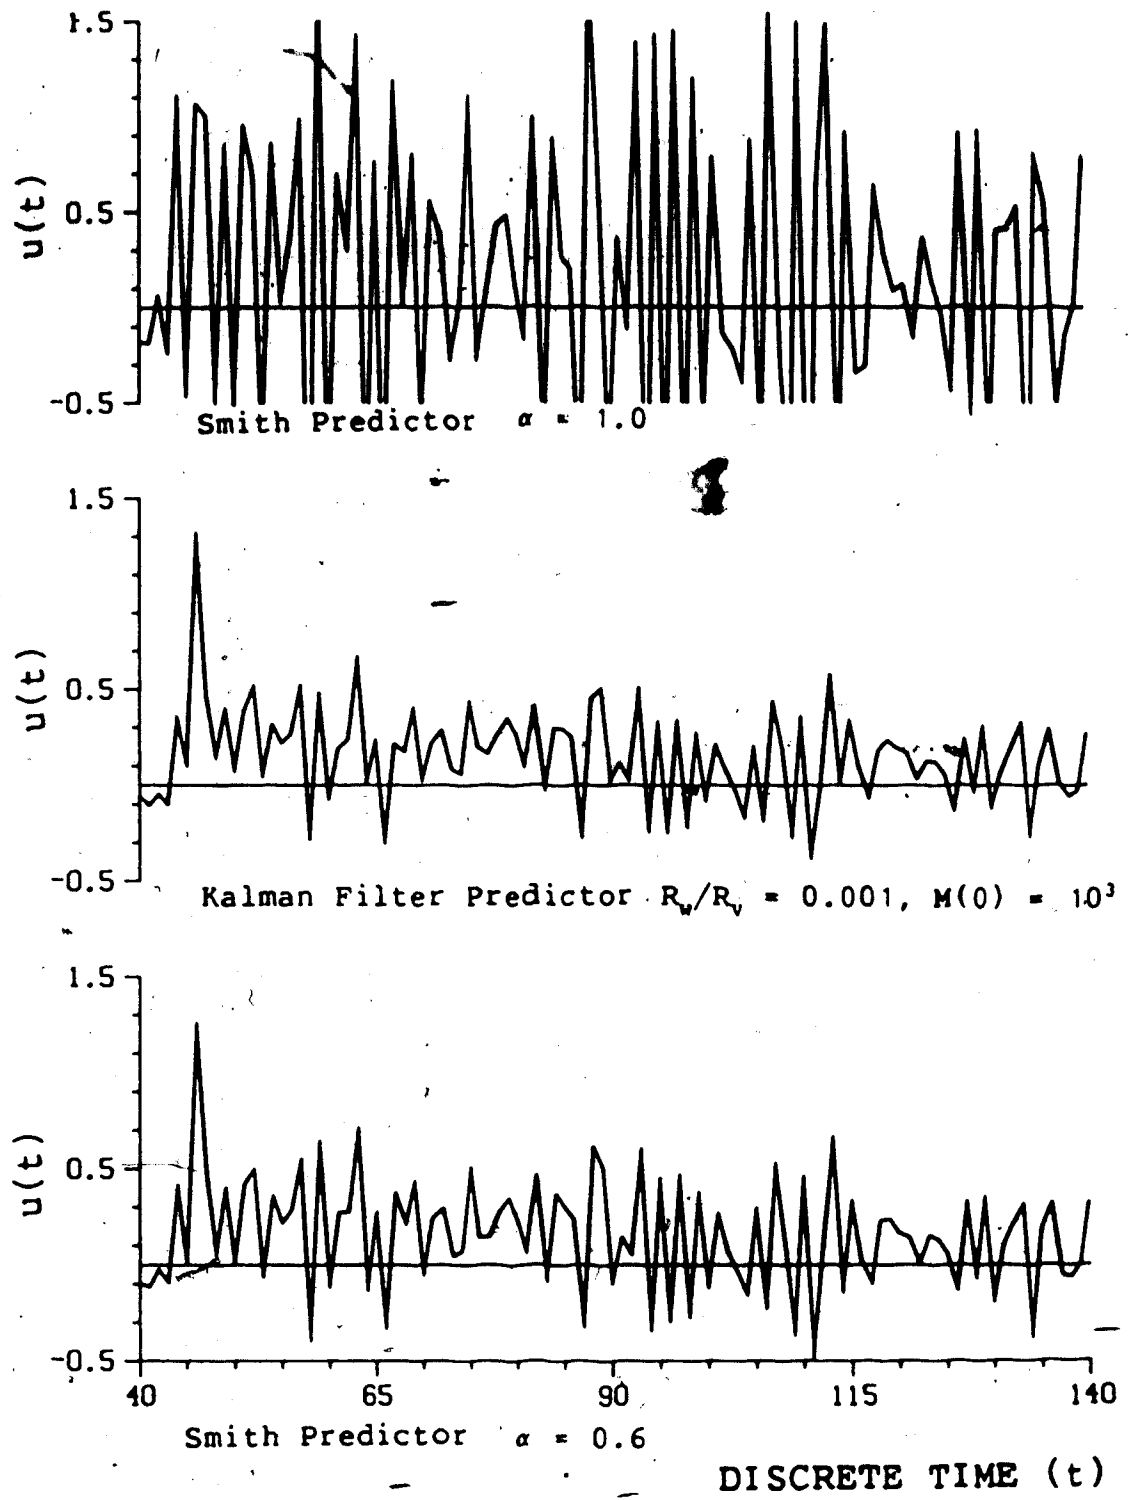 1.5
u(t)
0.5
-0.5
Smith Predictor α = 1.0
1.5
u(t)
0.5
-0.5
Kalman Filter Predictor R_w/R_v = 0.001, M(0) = 10³
1.5
u(t)
0.5
-0.5
40 65 90 115 140
Smith Predictor α = 0.6
DISCRETE TIME (t)